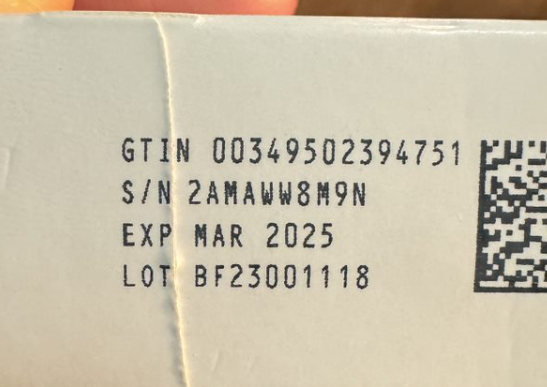 GTIN 00349502394751
S/N 2AMAWW8M9N
EXP MAR 2025
LOT BF23001118